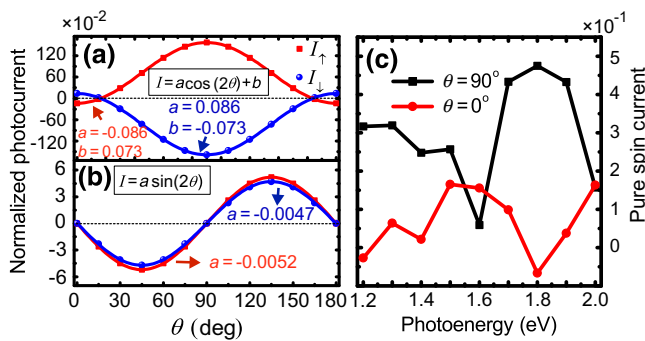 ×10⁻²
×10⁻¹
(a)
I↑
I↓
I=acos(2θ)+b
a=0.086
b=-0.073
a=-0.086
b=0.073
120
60
0
-60
-120
(b)
I=asin(2θ)
a=-0.0047
a=-0.0052
6
3
0
-3
-6
0 30 60 90 120 150 180
θ (deg)
Normalized photocurrent
(c)
θ=90°
θ=0°
5
4
3
2
1
0
1.2 1.4 1.6 1.8 2.0
Photoenergy (eV)
Pure spin current